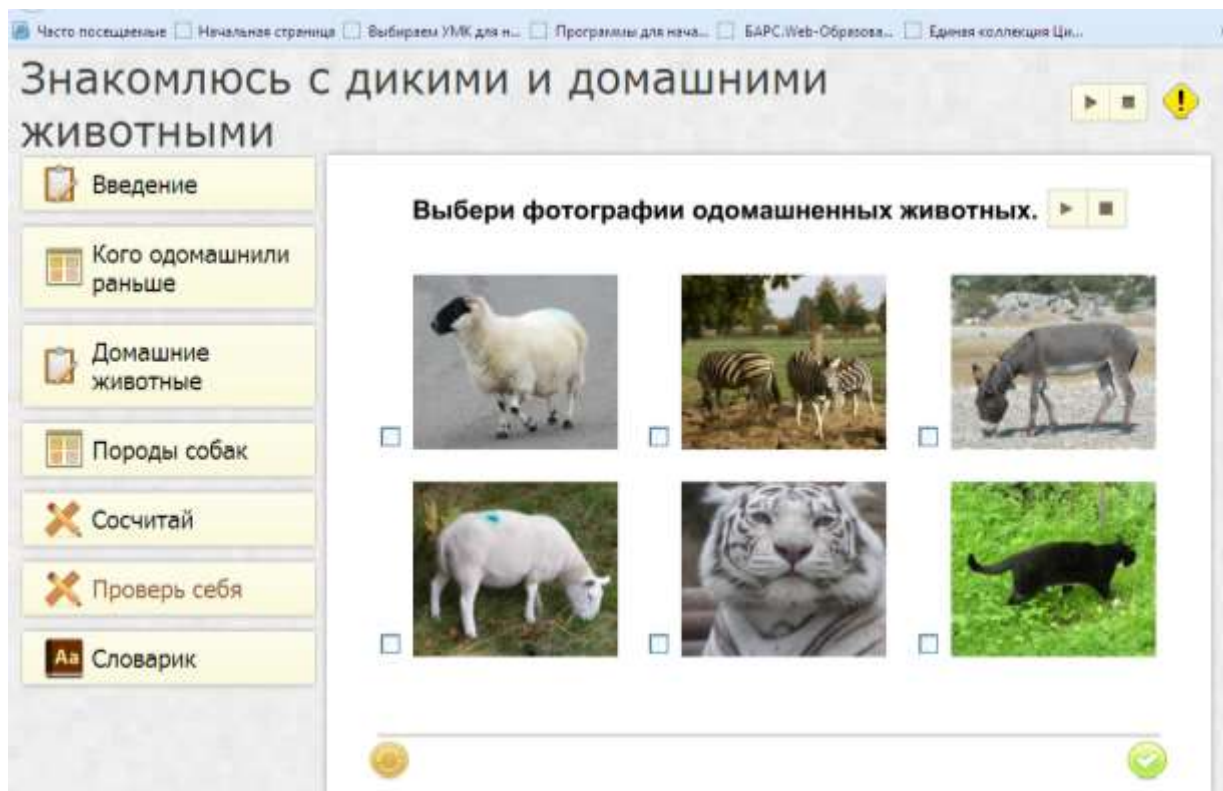 Часто посещаемые Начальная страница Выбираем УМК для н... Программы для нача... БАРС.Web-Образова... Единая коллекция Ци...
Знакомлюсь с дикими и домашними
животными
Введение
Кого одомашнили
раньше
Домашние
животные
Породы собак
Сосчитай
Проверь себя
Aa Словарик
Выбери фотографии одомашненных животных.